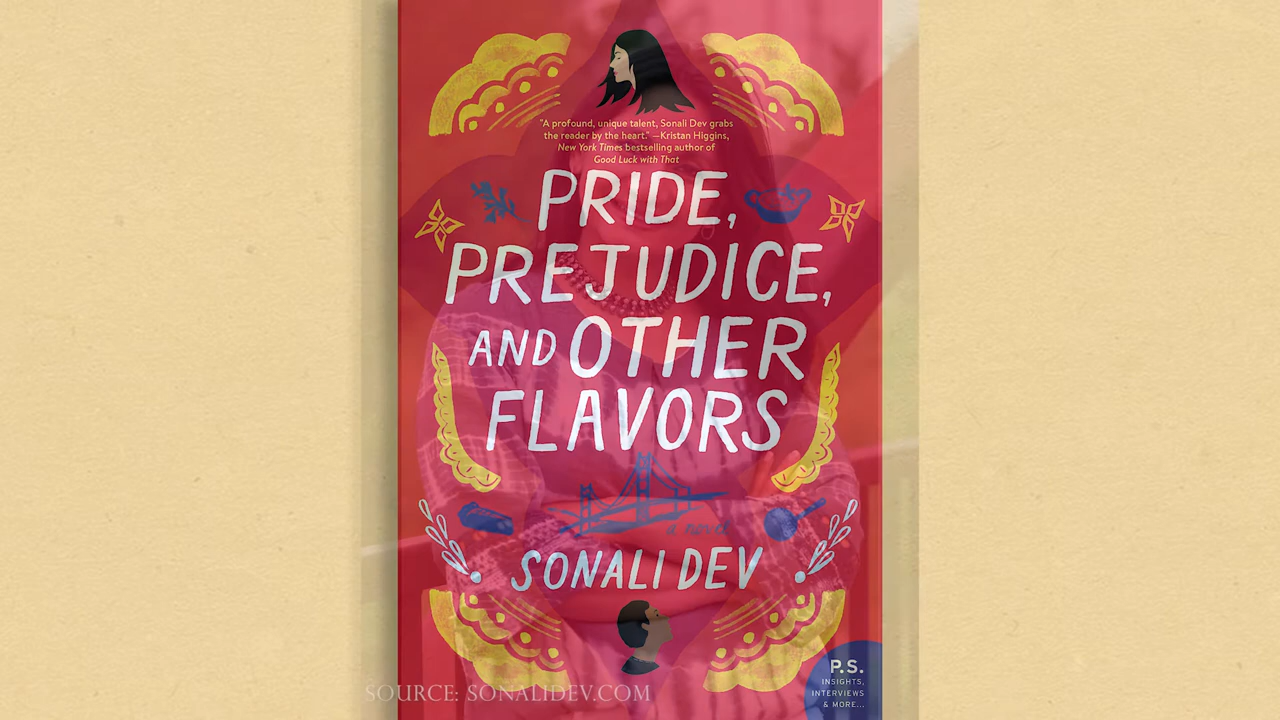 "A profound, unique talent, Sonali Dev grabs
the reader by the heart." —Kristan Higgins,
New York Times bestselling author of
Good Luck with That
PRIDE,
PREJUDICE,
AND OTHER
FLAVORS
a novel
SONALI DEV
P.S.
INSIGHTS,
INTERVIEWS
& MORE...
SOURCE: SONALIDEV.COM